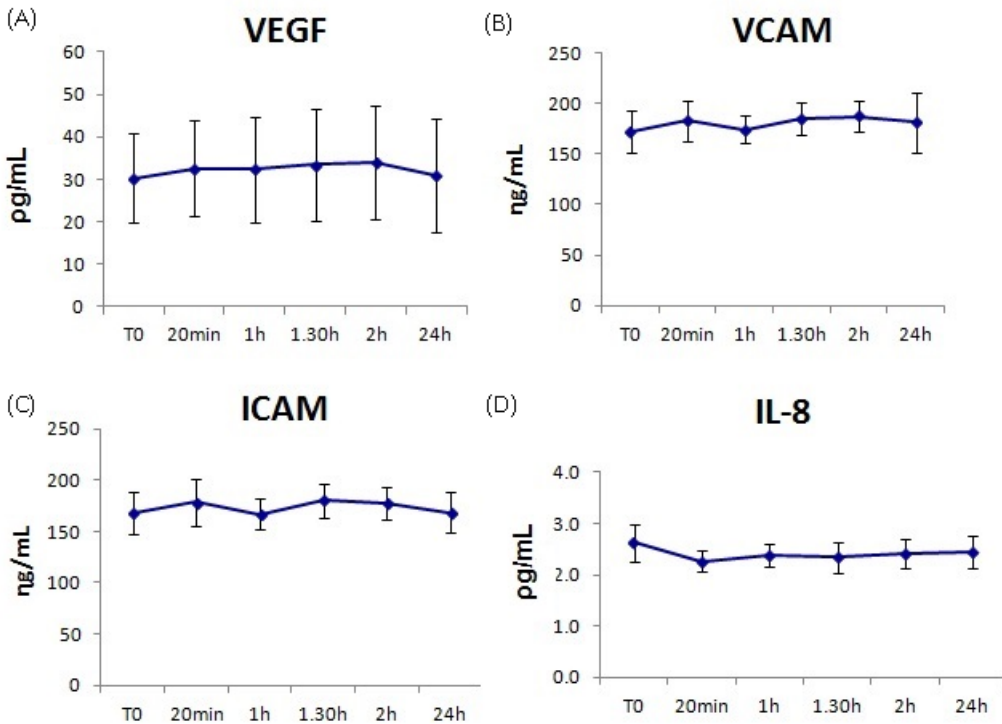 (A)
VEGF
60
50
40
30
20
10
0
ρg/mL
T0 20min 1h 1.30h 2h 24h
(B)
VCAM
250
200
150
100
50
0
ηg/mL
T0 20min 1h 1.30h 2h 24h
(C)
ICAM
250
200
150
100
50
0
ηg/mL
T0 20min 1h 1.30h 2h 24h
(D)
IL-8
4.0
3.0
2.0
1.0
0.0
ρg/mL
T0 20min 1h 1.30h 2h 24h